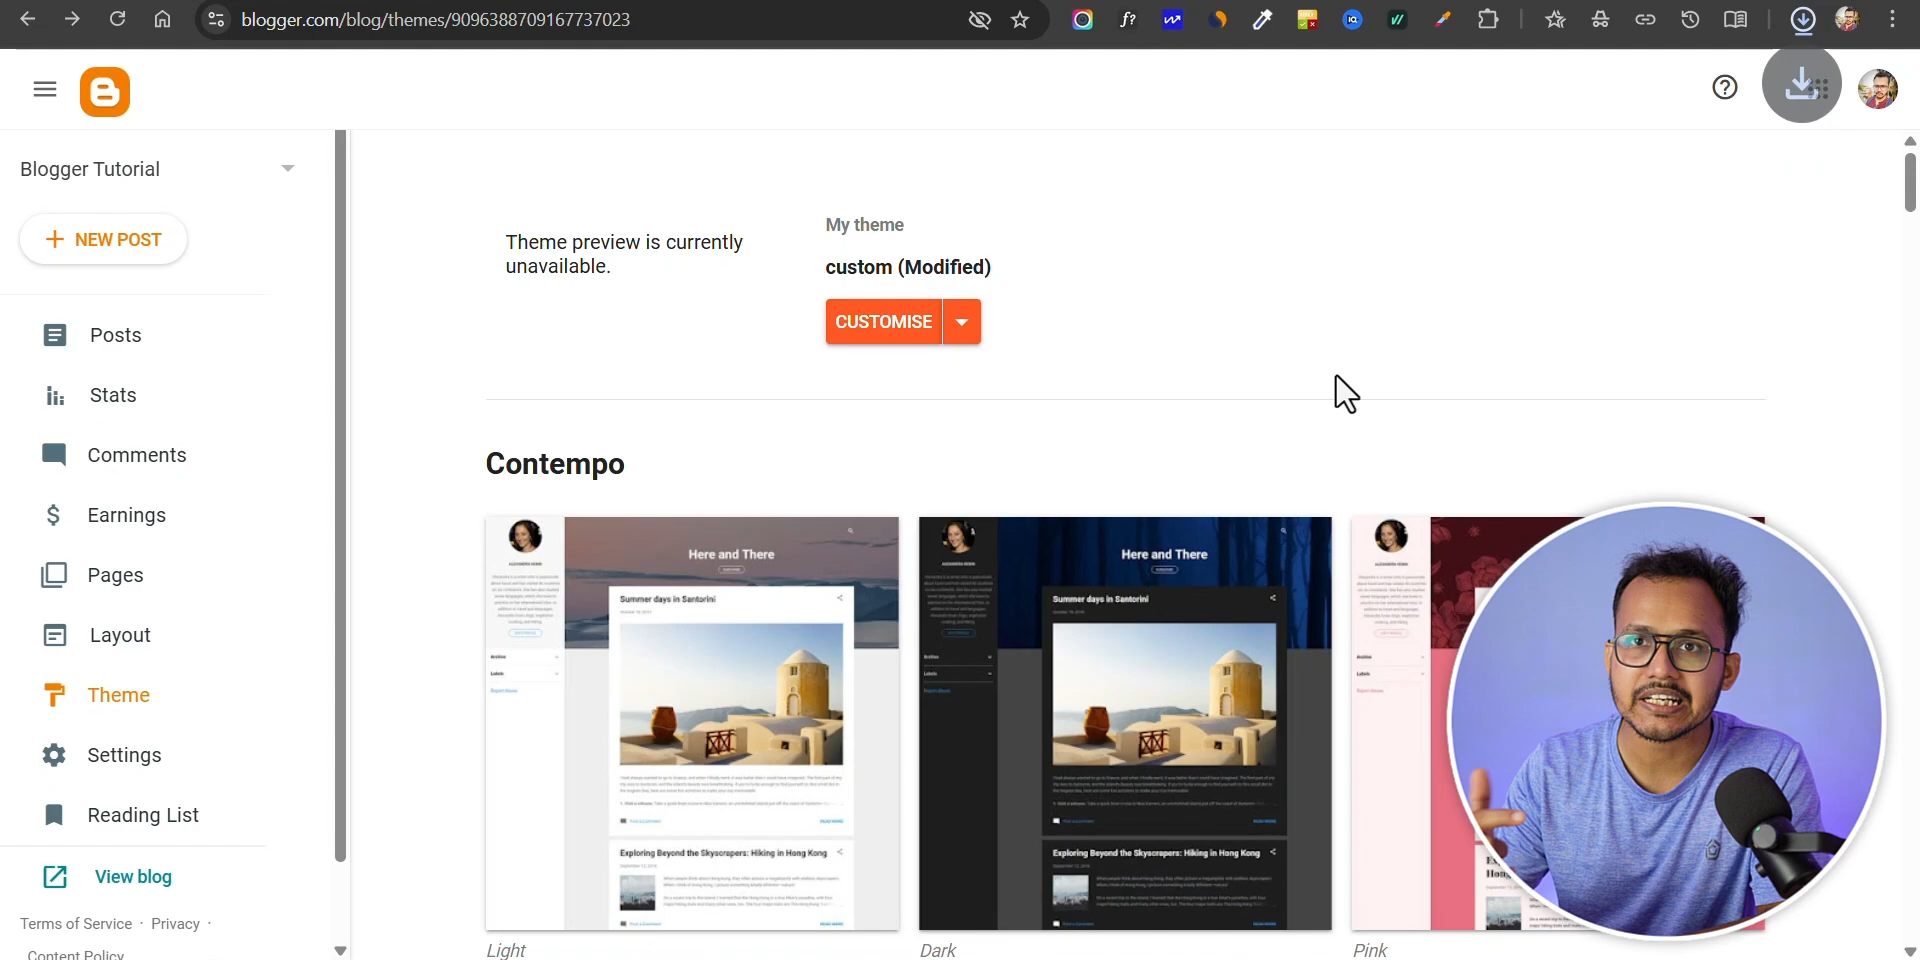 blogger.com/blog/themes/9096388709167737023
Blogger Tutorial
NEW POST
Posts
Stats
Comments
Earnings
Pages
Layout
Theme
Settings
Reading List
View blog
Terms of Service · Privacy ·
Content Policy
Theme preview is currently
unavailable.
My theme
custom (Modified)
CUSTOMISE
Contempo
Here and There
Summer days in Santorini
Exploring Beyond the Skyscrapers: Hiking in Hong Kong
Here and There
Summer days in Santorini
Exploring Beyond the Skyscrapers: Hiking in Hong Kong
Light
Dark
Pink